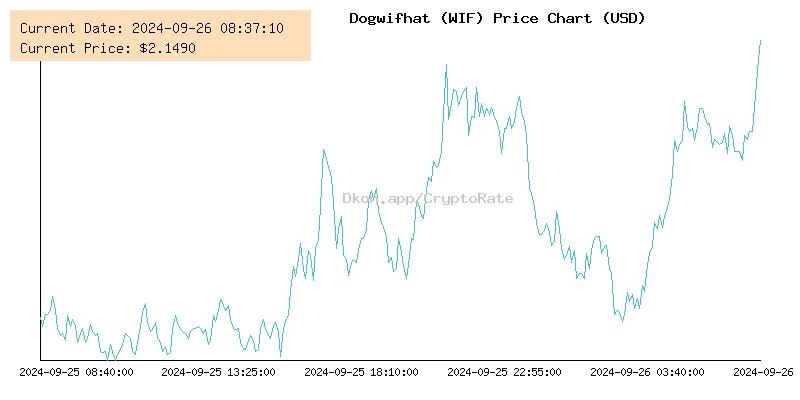 Dogwifhat (WIF) Price Chart (USD)
Current Date: 2024-09-26 08:37:10
Current Price: $2.1490
Dkon.app/CryptoRate
2024-09-25 08:40:00 2024-09-25 13:25:00 2024-09-25 18:10:00 2024-09-25 22:55:00 2024-09-26 03:40:00 2024-09-26